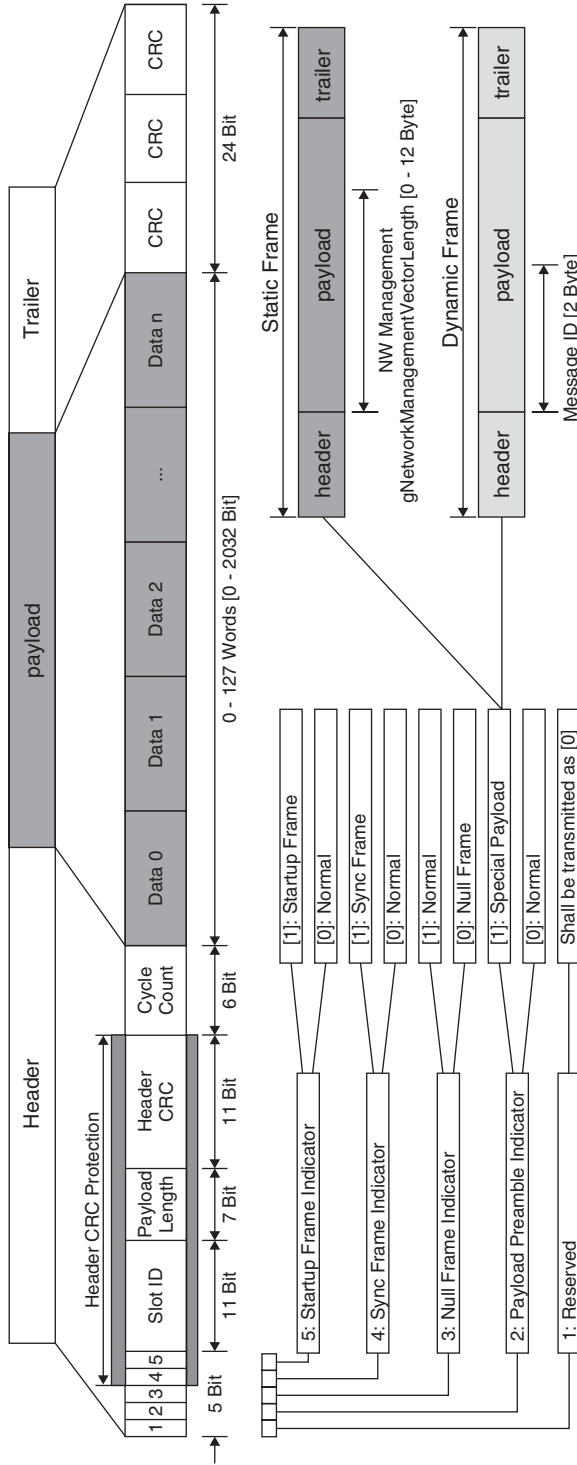 Header
payload
Trailer
Header CRC Protection
1 2 3 4 5
Slot ID
Payload
Length
Header
CRC
Cycle
Count
Data 0
Data 1
Data 2
...
Data n
CRC
CRC
CRC
5 Bit
11 Bit
7 Bit
11 Bit
6 Bit
0 - 127 Words [0 - 2032 Bit]
24 Bit
5: Startup Frame Indicator
[1]: Startup Frame
[0]: Normal
4: Sync Frame Indicator
[1]: Sync Frame
[0]: Normal
3: Null Frame Indicator
[1]: Normal
[0]: Null Frame
2: Payload Preamble Indicator
[1]: Special Payload
[0]: Normal
1: Reserved
Shall be transmitted as [0]
Static Frame
header
payload
trailer
NW Management
gNetworkManagementVectorLength [0 - 12 Byte]
Dynamic Frame
header
payload
trailer
Message ID [2 Byte]